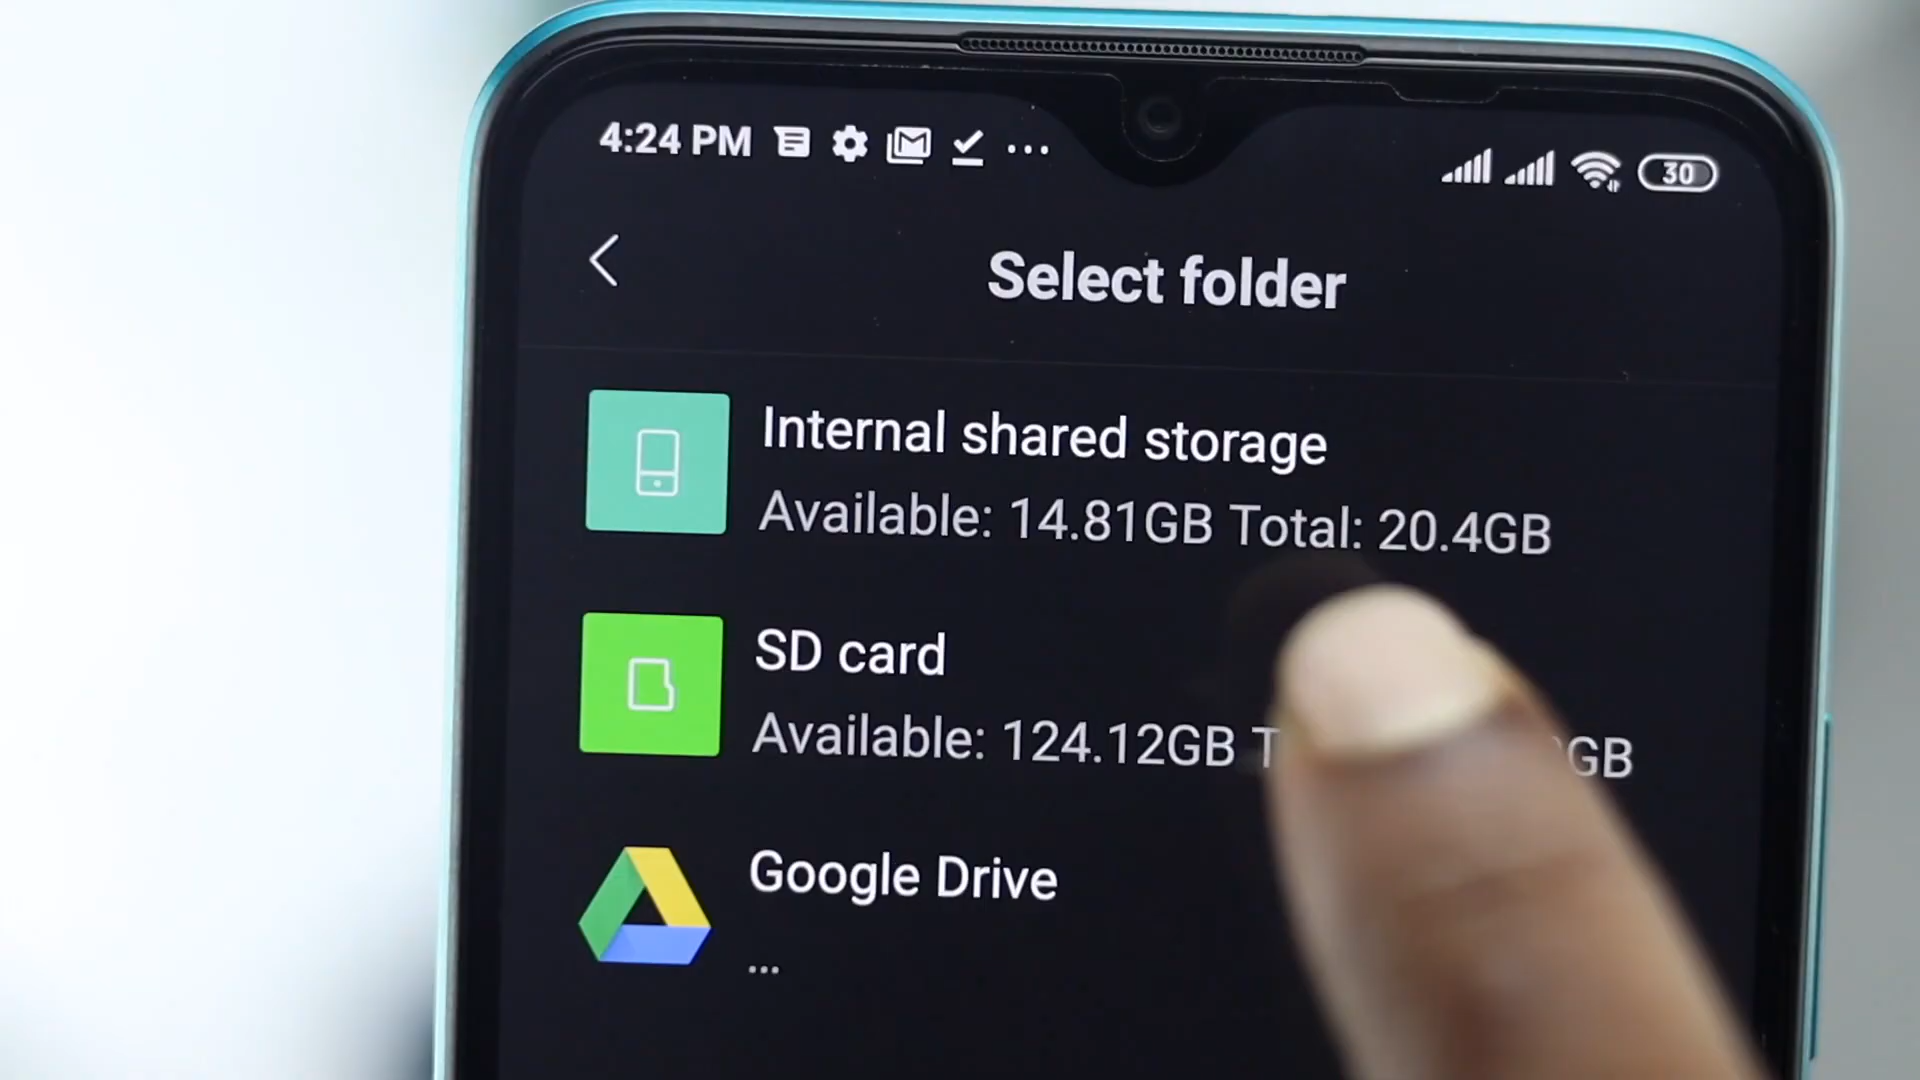 4:24 PM
30
Select folder
Internal shared storage
Available: 14.81GB Total: 20.4GB
SD card
Available: 124.12GB
Google Drive
...